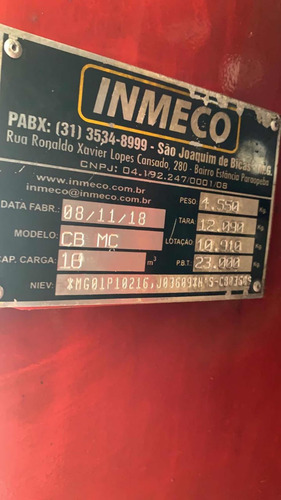 INMECO
PABX: (31) 3534-8999 - São Joaquim de Bicas-MG.
Rua Ronaldo Xavier Lopes Cansado, 280 - Bairro Estância Paraopeba
CNPJ: 04.192.247/0001/08
www.inmeco.com.br
inmeco@inmeco.com.br
DATA FABR.: 08/11/18
MODELO: CB MC
CAP. CARGA: 18 m³
PESO: 4.550 Kg
TARA: 12.090 Kg
LOTAÇÃO: 10.910 Kg
P.B.T: 23.000 Kg
NIEV: